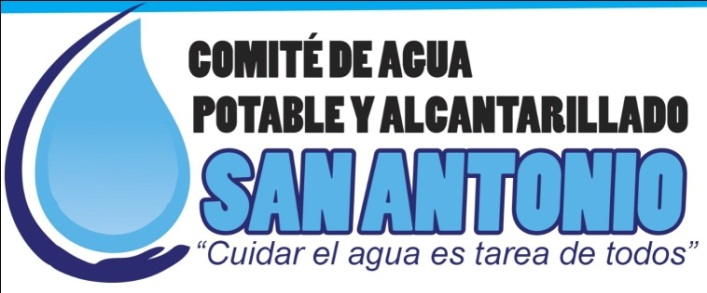 COMITÉ DE AGUA
POTABLE Y ALCANTARILLADO
SAN ANTONIO
“Cuidar el agua es tarea de todos”